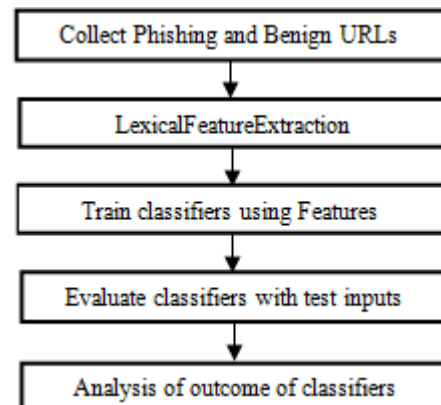 Collect Phishing and Benign URLs
LexicalFeatureExtraction
Train classifiers using Features
Evaluate classifiers with test inputs
Analysis of outcome of classifiers